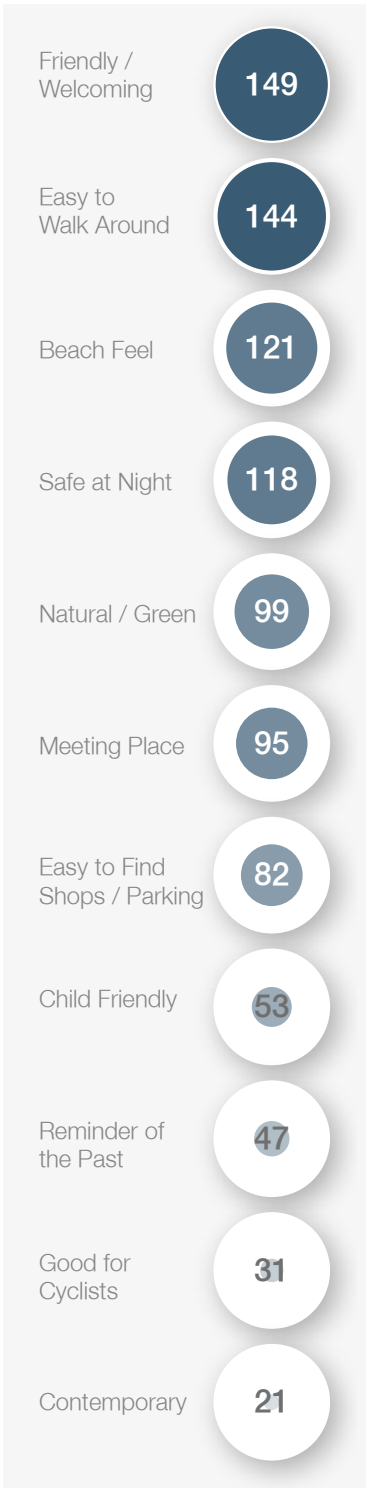 Friendly /
Welcoming
149
Easy to
Walk Around
144
Beach Feel
121
Safe at Night
118
Natural / Green
99
Meeting Place
95
Easy to Find
Shops / Parking
82
Child Friendly
53
Reminder of
the Past
47
Good for
Cyclists
31
Contemporary
21